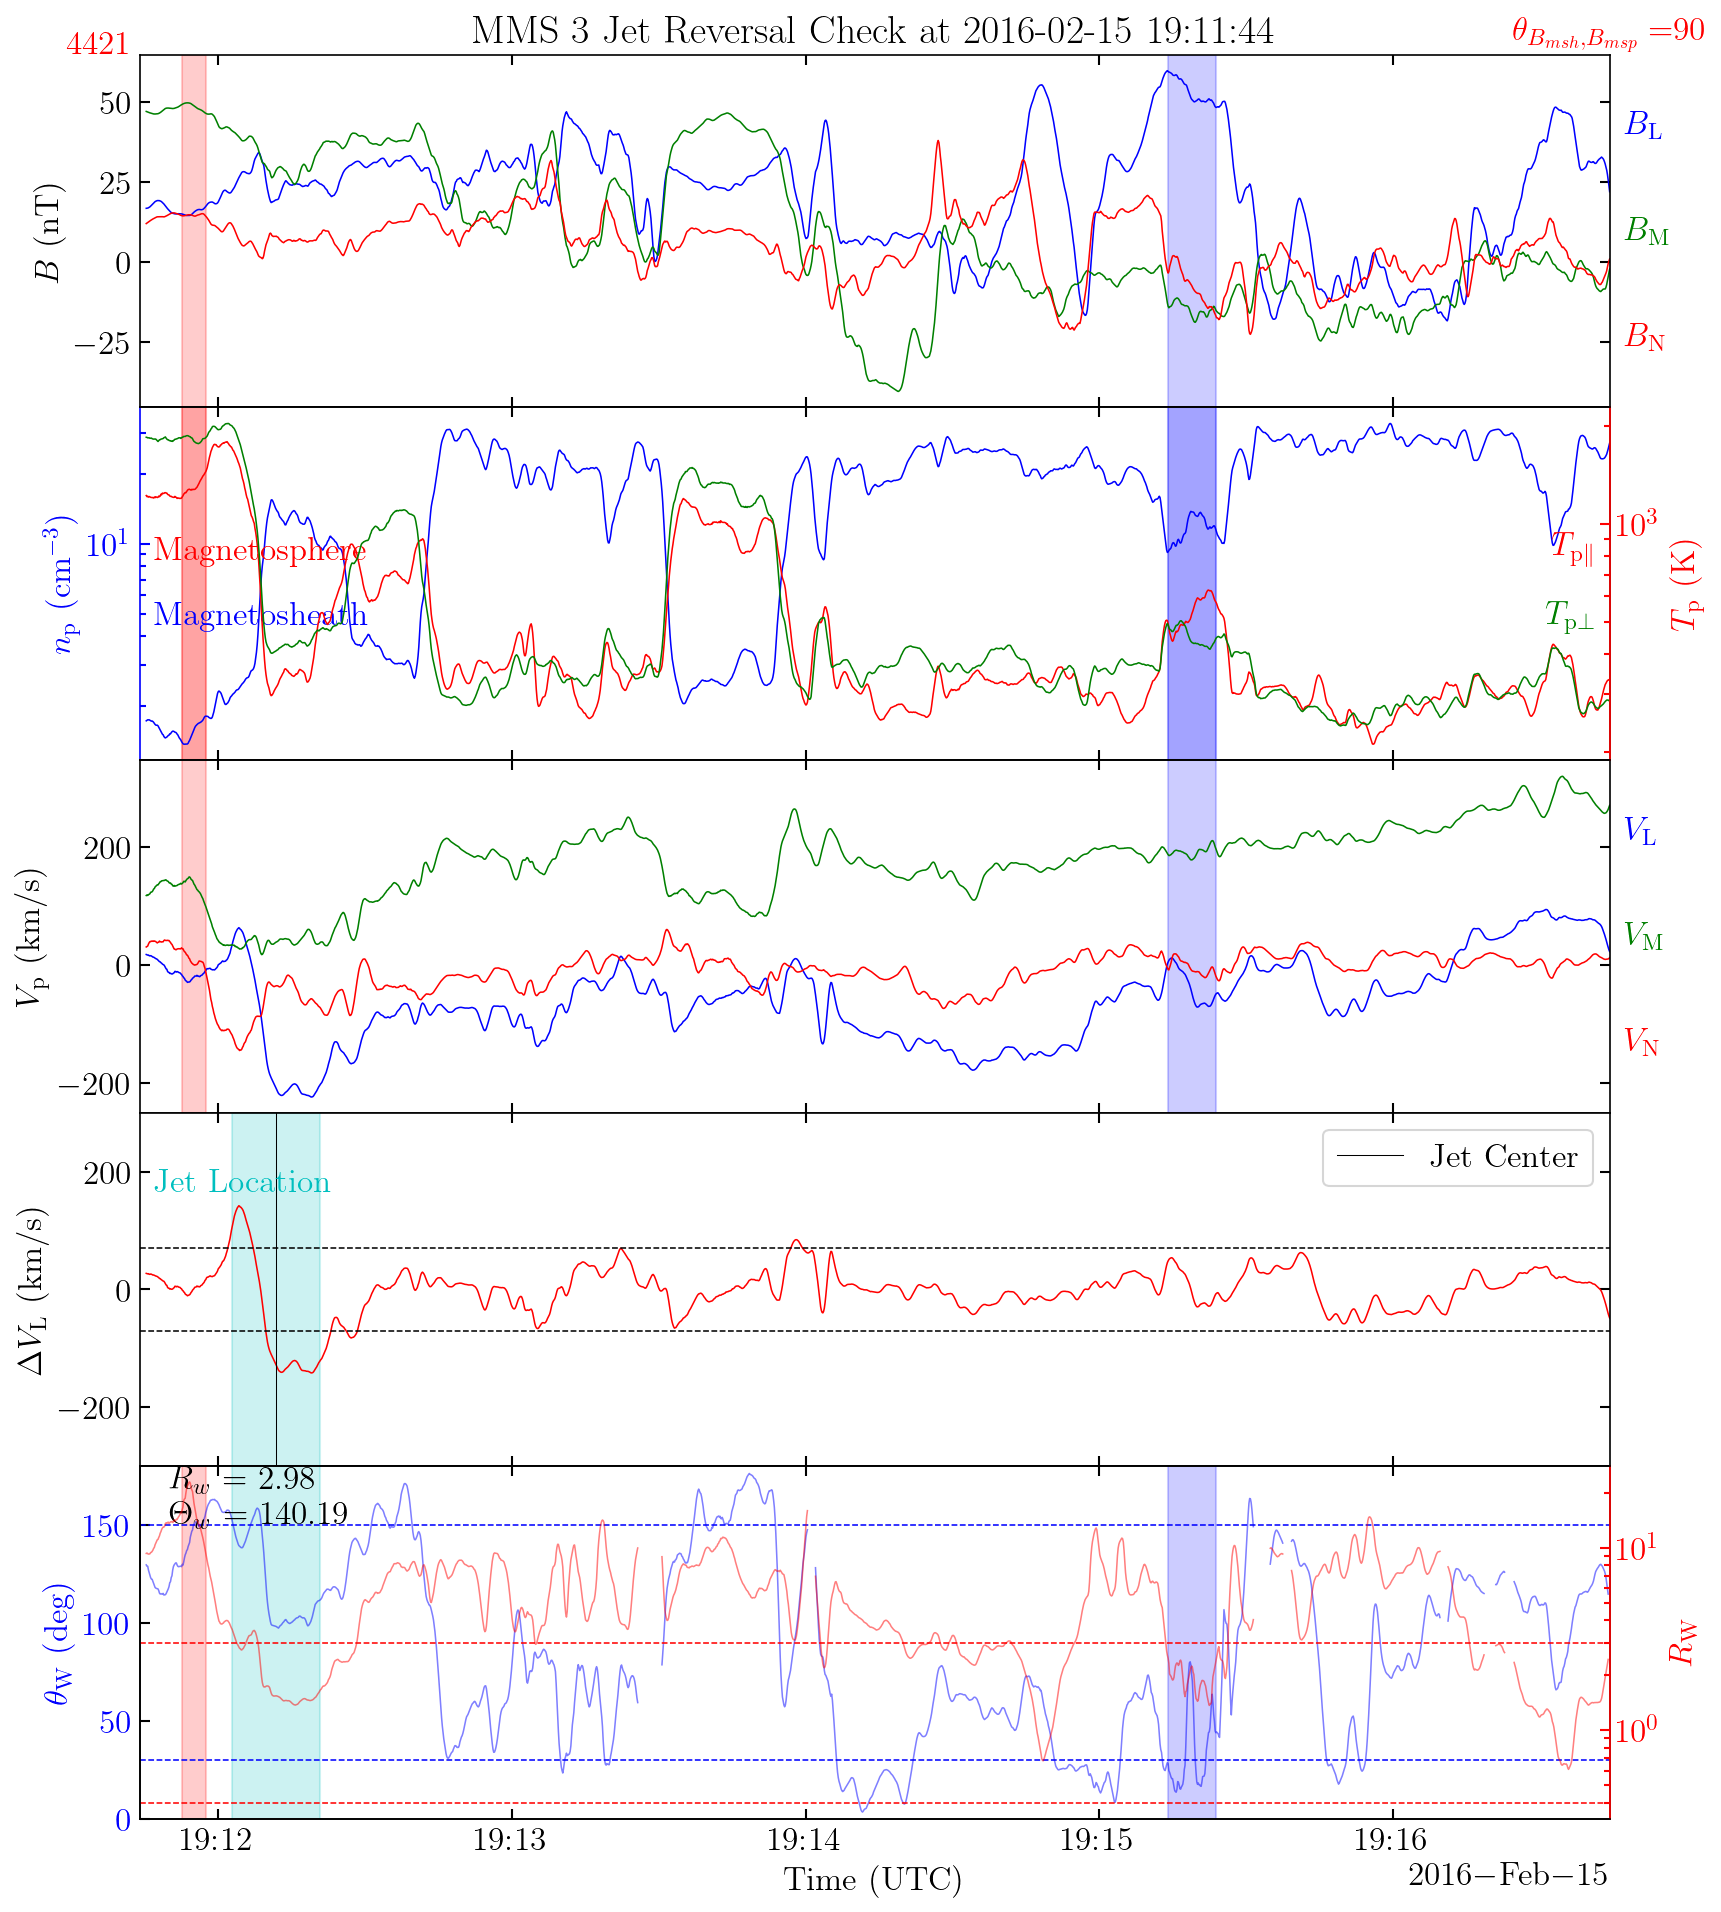 MMS 3 Jet Reversal Check at 2016-02-15 19:11:44
4421
θ_{B_{msh},B_{msp}} =90
50
25
0
−25
B (nT)
B_L
B_M
B_N
10^1
n_p (cm^{−3})
Magnetosphere
Magnetosheath
T_{p∥}
T_{p⊥}
10^3
T_p (K)
200
0
−200
V_p (km/s)
V_L
V_M
V_N
200
0
−200
ΔV_L (km/s)
Jet Location
Jet Center
R_w = 2.98
Θ_w = 140.19
150
100
50
0
θ_W (deg)
10^1
10^0
R_W
19:12
19:13
19:14
19:15
19:16
Time (UTC)
2016−Feb−15